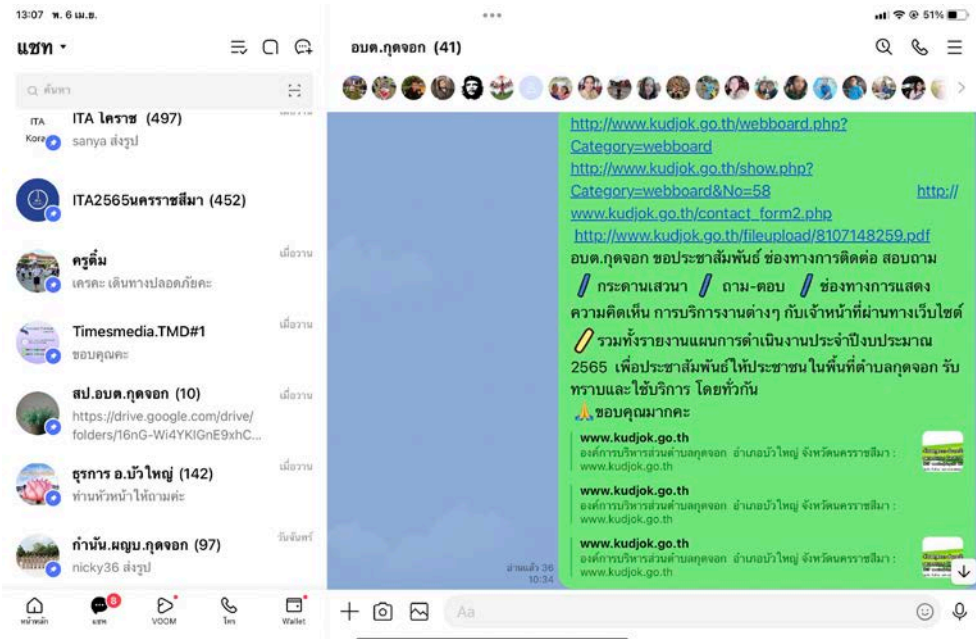 13:07 พ. 6 เม.ย.
51%
แชท
ค้นหา
ITA
Korat
ITA โคราช (497)
sanya ส่งรูป
เมื่อวาน
ITA2565นครราชสีมา (452)
ครูติ๋ม
เมื่อวาน
เครคะ เดินทางปลอดภัยคะ
Timesmedia.TMD#1
เมื่อวาน
ขอบคุณคะ
สป.อบต.กุดจอก (10)
เมื่อวาน
https://drive.google.com/drive/
folders/16nG-Wi4YKIGnE9xhC...
ธุรการ อ.บัวใหญ่ (142)
เมื่อวาน
ท่านหัวหน้าให้ถามค่ะ
กำนัน.ผญบ.กุดจอก (97)
วันจันทร์
nicky36 ส่งรูป
8
หน้าหลัก
แชท
VOOM
โทร
Wallet
อบต.กุดจอก (41)
http://www.kudjok.go.th/webboard.php?
Category=webboard
http://www.kudjok.go.th/show.php?
Category=webboard&No=58 http://
www.kudjok.go.th/contact_form2.php
http://www.kudjok.go.th/fileupload/8107148259.pdf
อบต.กุดจอก ขอประชาสัมพันธ์ ช่องทางการติดต่อ สอบถาม
กระดานเสวนา ถาม-ตอบ ช่องทางการแสดง
ความคิดเห็น การบริการงานต่างๆ กับเจ้าหน้าที่ผ่านทางเว็บไซต์
รวมทั้งรายงานแผนการดำเนินงานประจำปีงบประมาณ
2565 เพื่อประชาสัมพันธ์ให้ประชาชนในพื้นที่ตำบลกุดจอก รับ
ทราบและใช้บริการ โดยทั่วกัน
ขอบคุณมากคะ
www.kudjok.go.th
องค์การบริหารส่วนตำบลกุดจอก อำเภอบัวใหญ่ จังหวัดนครราชสีมา :
www.kudjok.go.th
www.kudjok.go.th
องค์การบริหารส่วนตำบลกุดจอก อำเภอบัวใหญ่ จังหวัดนครราชสีมา :
www.kudjok.go.th
www.kudjok.go.th
องค์การบริหารส่วนตำบลกุดจอก อำเภอบัวใหญ่ จังหวัดนครราชสีมา :
www.kudjok.go.th
อ่านแล้ว 36
10:34
Aa